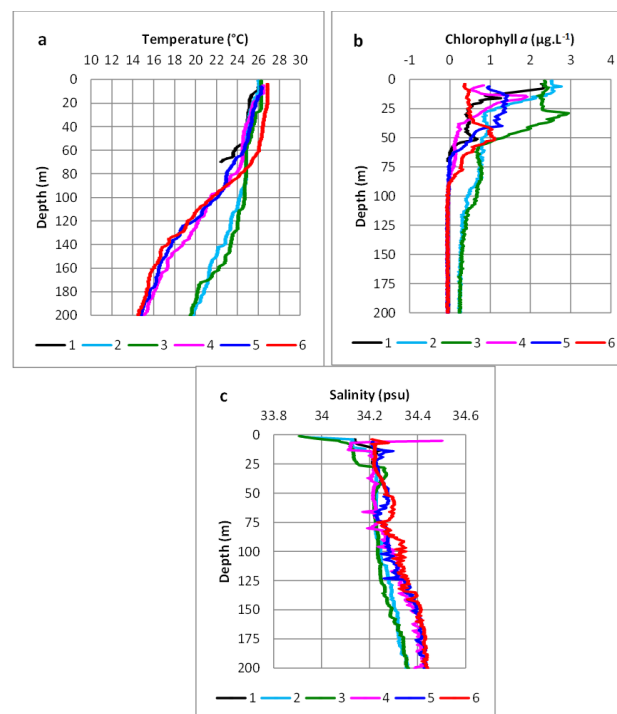 a
Temperature (°C)
10 12 14 16 18 20 22 24 26 28 30
0
20
40
60
80
100
120
140
160
180
200
Depth (m)
1 2 3 4 5 6
b
Chlorophyll a (µg.L-1)
-1 0 1 2 3 4
0
25
50
75
100
125
150
175
200
Depth (m)
1 2 3 4 5 6
c
Salinity (psu)
33.8 34 34.2 34.4 34.6
0
25
50
75
100
125
150
175
200
Depth (m)
1 2 3 4 5 6